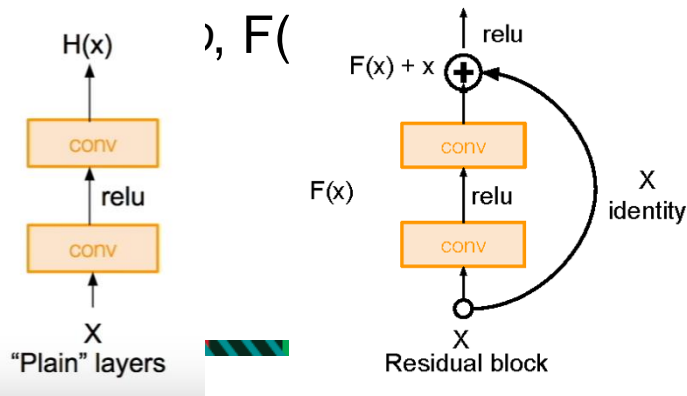 H(x)
conv
relu
conv
X
"Plain" layers
, F(
relu
F(x) + x
conv
F(x)
relu
X
identity
conv
X
Residual block